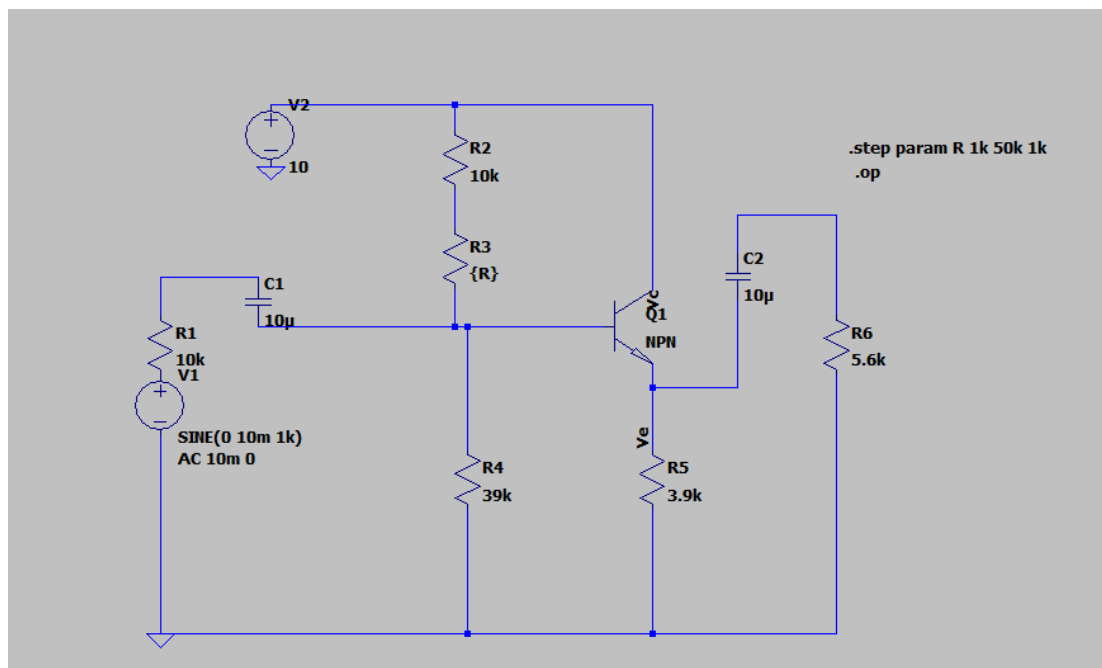 V2
10
R2
10k
.step param R 1k 50k 1k
.op
R3
{R}
C1
10µ
C2
10µ
Vc
Q1
NPN
R1
10k
V1
SINE(0 10m 1k)
AC 10m 0
R6
5.6k
Ve
R4
39k
R5
3.9k